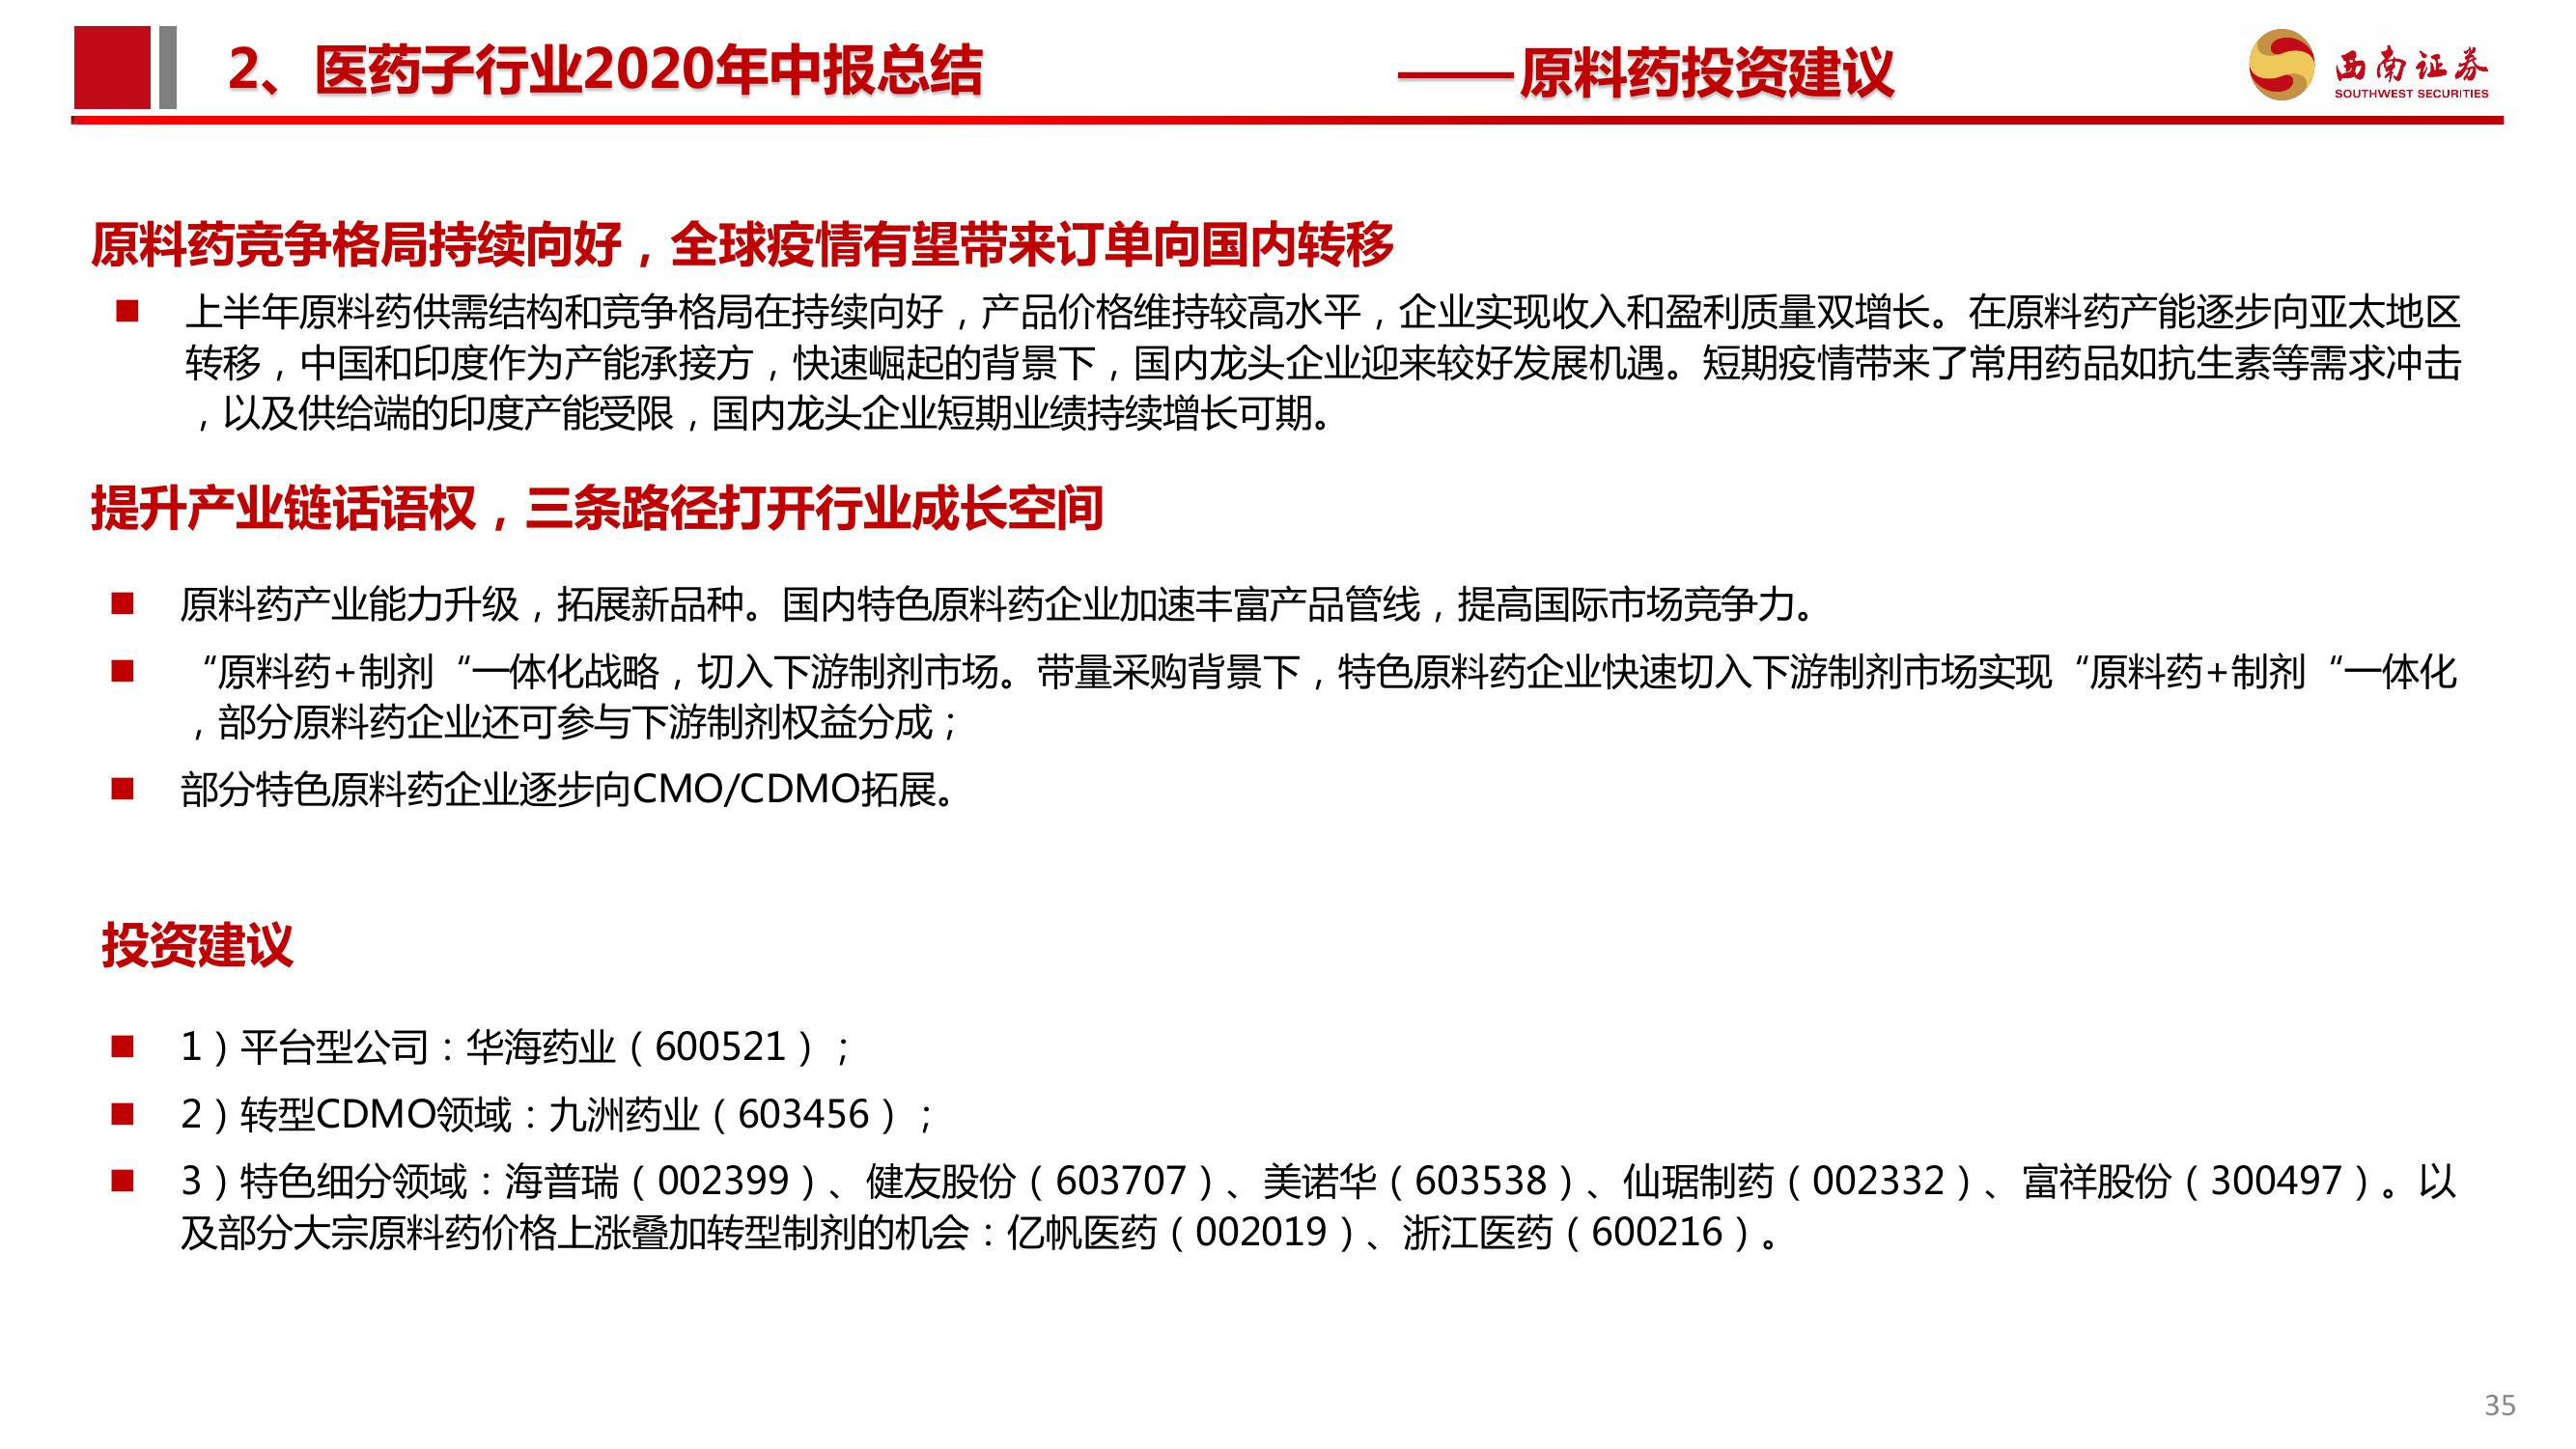 2、医药子行业2020年中报总结
——原料药投资建议
西南证券
SOUTHWEST SECURITIES
原料药竞争格局持续向好，全球疫情有望带来订单向国内转移
上半年原料药供需结构和竞争格局在持续向好，产品价格维持较高水平，企业实现收入和盈利质量双增长。在原料药产能逐步向亚太地区
转移，中国和印度作为产能承接方，快速崛起的背景下，国内龙头企业迎来较好发展机遇。短期疫情带来了常用药品如抗生素等需求冲击
，以及供给端的印度产能受限，国内龙头企业短期业绩持续增长可期。
提升产业链话语权，三条路径打开行业成长空间
原料药产业能力升级，拓展新品种。国内特色原料药企业加速丰富产品管线，提高国际市场竞争力。
“原料药+制剂“一体化战略，切入下游制剂市场。带量采购背景下，特色原料药企业快速切入下游制剂市场实现“原料药+制剂“一体化
，部分原料药企业还可参与下游制剂权益分成；
部分特色原料药企业逐步向CMO/CDMO拓展。
投资建议
1）平台型公司：华海药业（600521）；
2）转型CDMO领域：九洲药业（603456）；
3）特色细分领域：海普瑞（002399）、健友股份（603707）、美诺华（603538）、仙琚制药（002332）、富祥股份（300497）。以
及部分大宗原料药价格上涨叠加转型制剂的机会：亿帆医药（002019）、浙江医药（600216）。
35